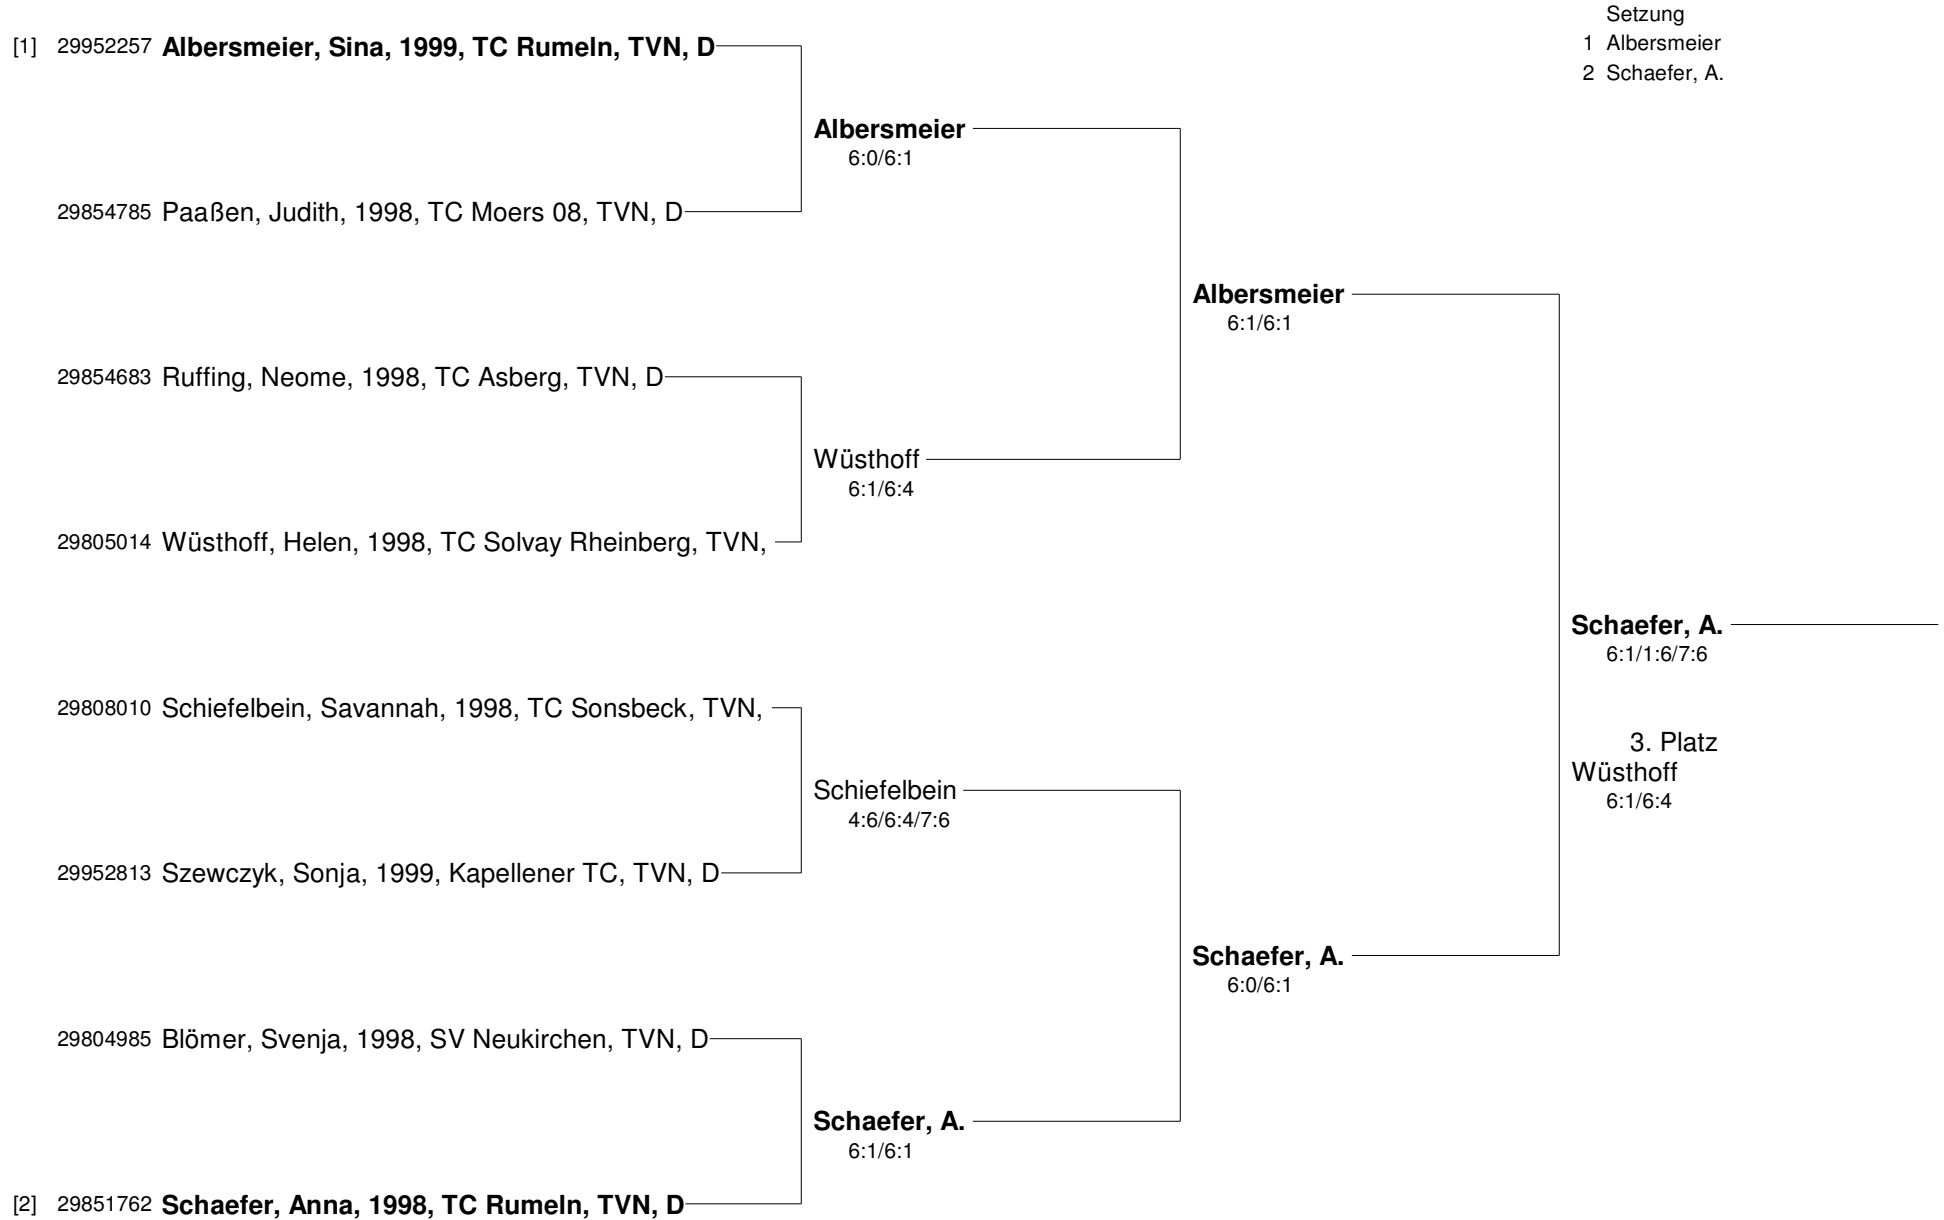 Setzung
1 Albersmeier
2 Schaefer, A.
[1] 29952257 Albersmeier, Sina, 1999, TC Rumeln, TVN, D
Albersmeier
6:0/6:1
29854785 Paaßen, Judith, 1998, TC Moers 08, TVN, D
Albersmeier
6:1/6:1
29854683 Ruffing, Neome, 1998, TC Asberg, TVN, D
Wüsthoff
6:1/6:4
29805014 Wüsthoff, Helen, 1998, TC Solvay Rheinberg, TVN,
Schaefer, A.
6:1/1:6/7:6
29808010 Schiefelbein, Savannah, 1998, TC Sonsbeck, TVN,
3. Platz
Wüsthoff
6:1/6:4
Schiefelbein
4:6/6:4/7:6
29952813 Szewczyk, Sonja, 1999, Kapellener TC, TVN, D
Schaefer, A.
6:0/6:1
29804985 Blömer, Svenja, 1998, SV Neukirchen, TVN, D
Schaefer, A.
6:1/6:1
[2] 29851762 Schaefer, Anna, 1998, TC Rumeln, TVN, D